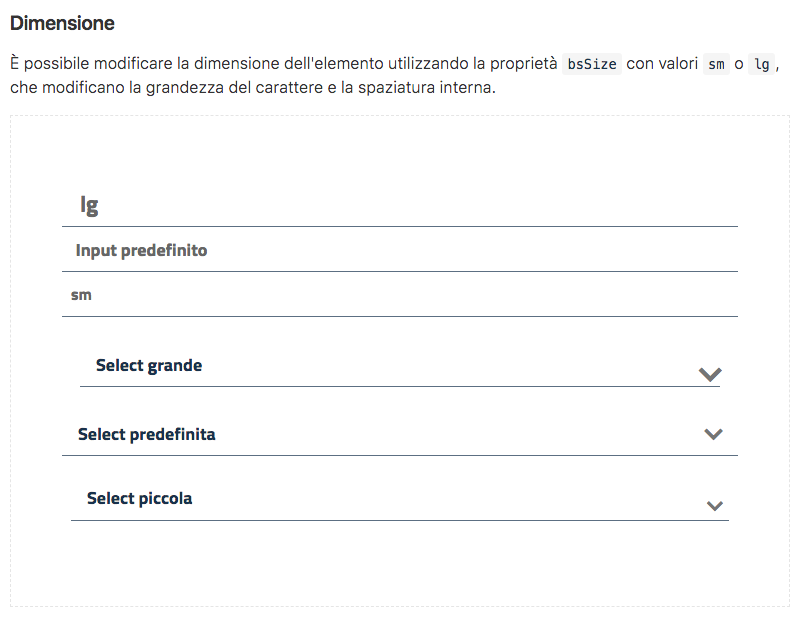 Dimensione
È possibile modificare la dimensione dell'elemento utilizzando la proprietà bsSize con valori sm o lg,
che modificano la grandezza del carattere e la spaziatura interna.
lg
Input predefinito
sm
Select grande
Select predefinita
Select piccola